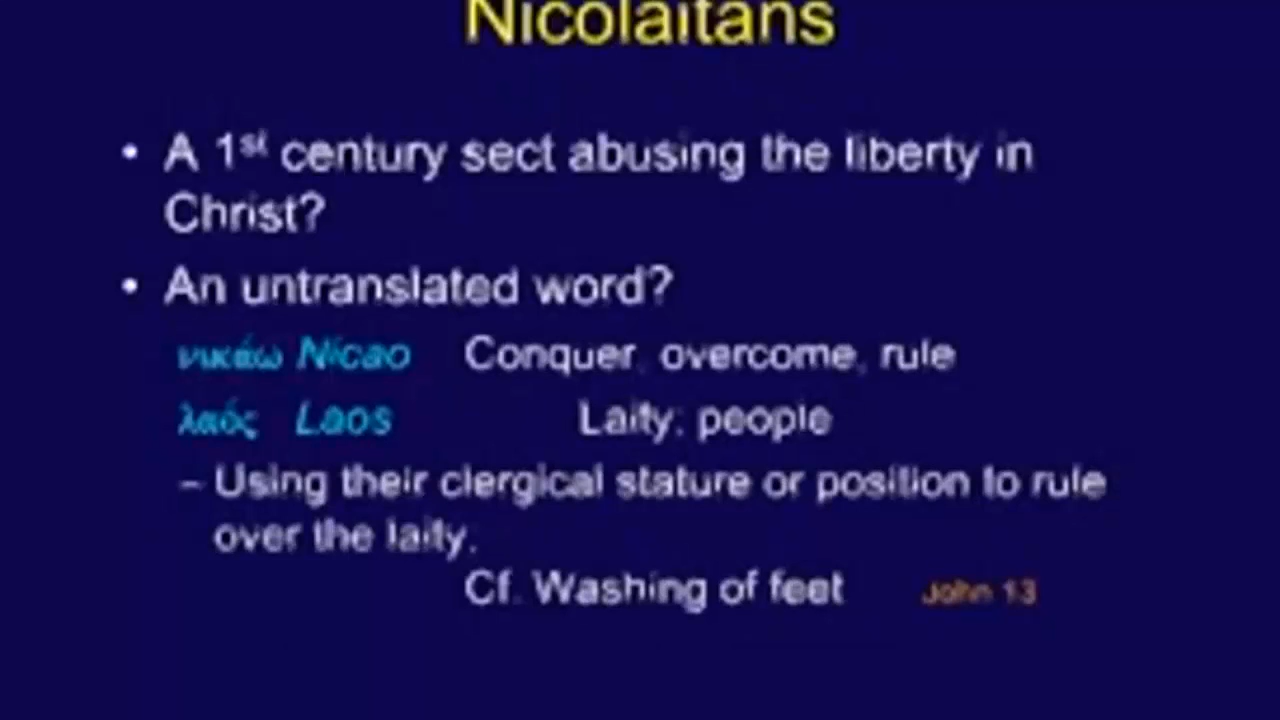 Nicolaitans
• A 1st century sect abusing the liberty in
Christ?
• An untranslated word?
νικάω Nicao Conquer, overcome, rule
λαός Laos Laity; people
– Using their clergical stature or position to rule
over the laity.
Cf. Washing of feet John 13